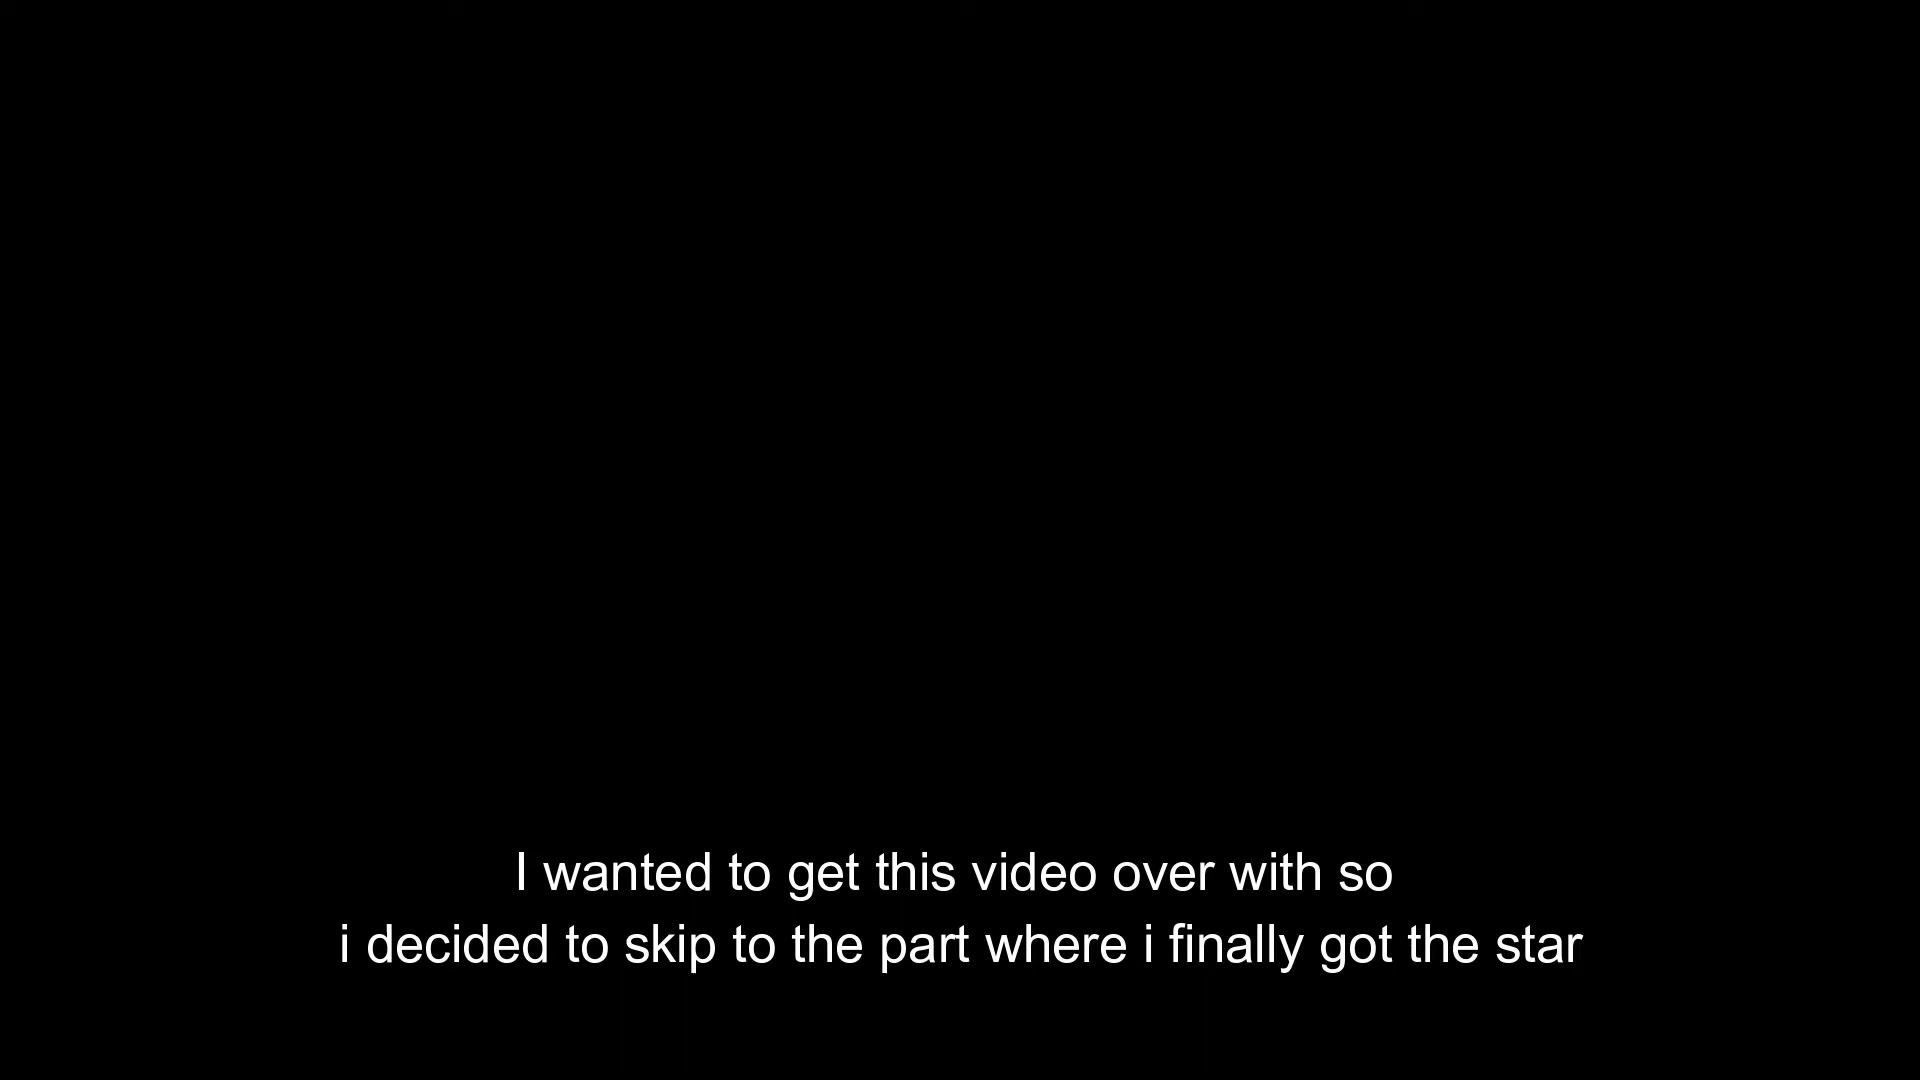 I wanted to get this video over with so
i decided to skip to the part where i finally got the star